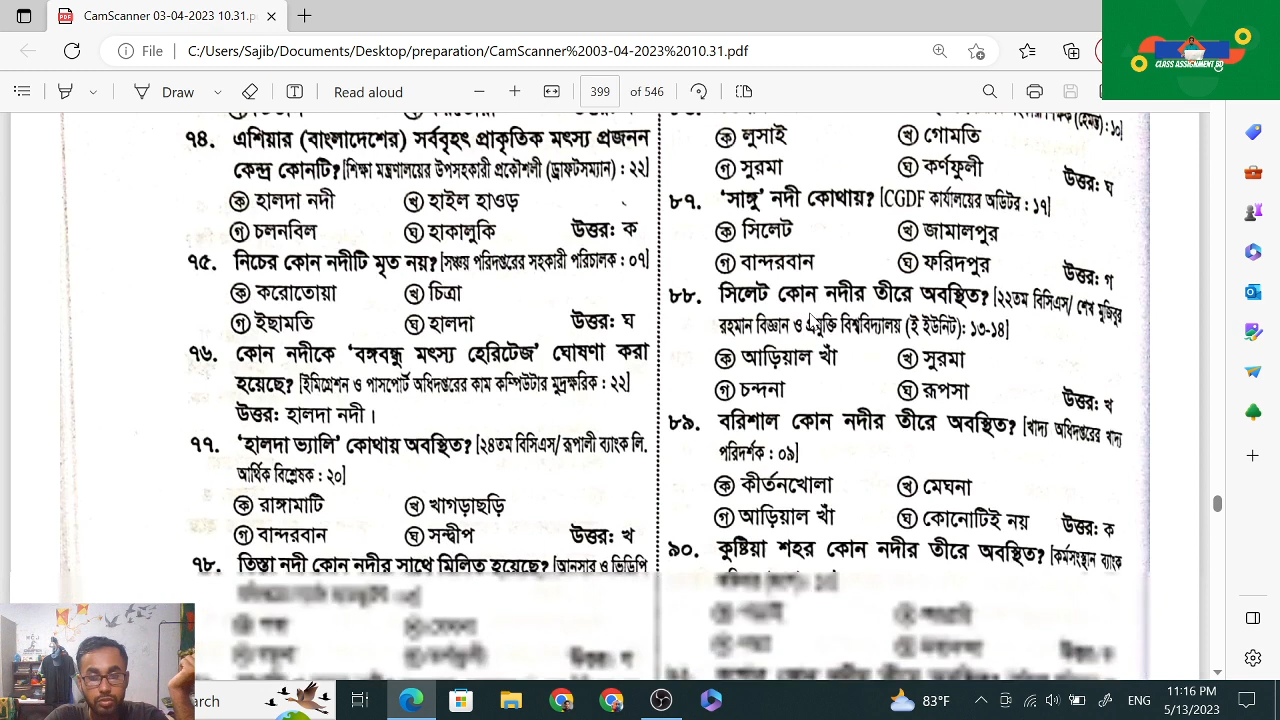 CamScanner 03-04-2023 10.31.p
File
C:/Users/Sajib/Documents/Desktop/preparation/CamScanner%2003-04-2023%2010.31.pdf
Draw
Read aloud
399 of 546
CLASS ASSIGNMENT BD
৭৪. এশিয়ার (বাংলাদেশের) সর্ববৃহৎ প্রাকৃতিক মৎস্য প্রজনন
কেন্দ্র কোনটি? [শিক্ষা মন্ত্রণালয়ের উপসহকারী প্রকৌশলী (ড্রাফটসম্যান) : ২২]
ক হালদা নদী খ হাইল হাওড়
গ চলনবিল ঘ হাকালুকি উত্তর: ক
৭৫. নিচের কোন নদীটি মৃত নয়? [সঞ্চয় পরিদপ্তরের সহকারী পরিচালক : ০৭]
ক করোতোয়া খ চিত্রা
গ ইছামতি ঘ হালদা উত্তর: ঘ
৭৬. কোন নদীকে ‘বঙ্গবন্ধু মৎস্য হেরিটেজ’ ঘোষণা করা
হয়েছে? [ইমিগ্রেশন ও পাসপোর্ট অধিদপ্তরের কাম কম্পিউটার মুদ্রক্ষরিক : ২২]
উত্তর: হালদা নদী।
৭৭. ‘হালদা ভ্যালি’ কোথায় অবস্থিত? [২৪তম বিসিএস/ রূপালী ব্যাংক লি.
আর্থিক বিশ্লেষক : ২০]
ক রাঙ্গামাটি খ খাগড়াছড়ি
গ বান্দরবান ঘ সন্দ্বীপ উত্তর: খ
৭৮. তিস্তা নদী কোন নদীর সাথে মিলিত হয়েছে? [আনসার ও ভিডিপি
(হেমন্ত) : ১০]
ক লুসাই খ গোমতি
গ সুরমা ঘ কর্ণফুলী উত্তর: ঘ
৮৭. ‘সাঙ্গু’ নদী কোথায়? [CGDF কার্যালয়ের অডিটর : ১৭]
ক সিলেট খ জামালপুর
গ বান্দরবান ঘ ফরিদপুর উত্তর: গ
৮৮. সিলেট কোন নদীর তীরে অবস্থিত? [২২তম বিসিএস/ শেখ মুজিবুর
রহমান বিজ্ঞান ও প্রযুক্তি বিশ্ববিদ্যালয় (ই ইউনিট) : ১৩-১৪]
ক আড়িয়াল খাঁ খ সুরমা
গ চন্দনা ঘ রূপসা উত্তর: খ
৮৯. বরিশাল কোন নদীর তীরে অবস্থিত? [খাদ্য অধিদপ্তরের খাদ্য
পরিদর্শক : ০৯]
ক কীর্তনখোলা খ মেঘনা
গ আড়িয়াল খাঁ ঘ কোনোটিই নয় উত্তর: ক
৯০. কুষ্টিয়া শহর কোন নদীর তীরে অবস্থিত? [কর্মসংস্থান ব্যাংক
arch
83°F
ENG
11:16 PM
5/13/2023